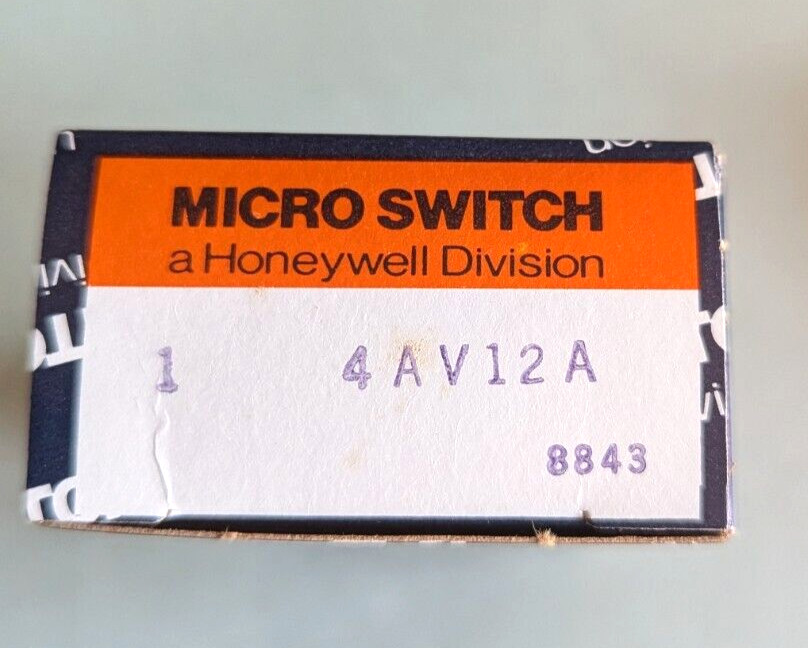 MICRO SWITCH
a Honeywell Division
1 4AV12A
8843